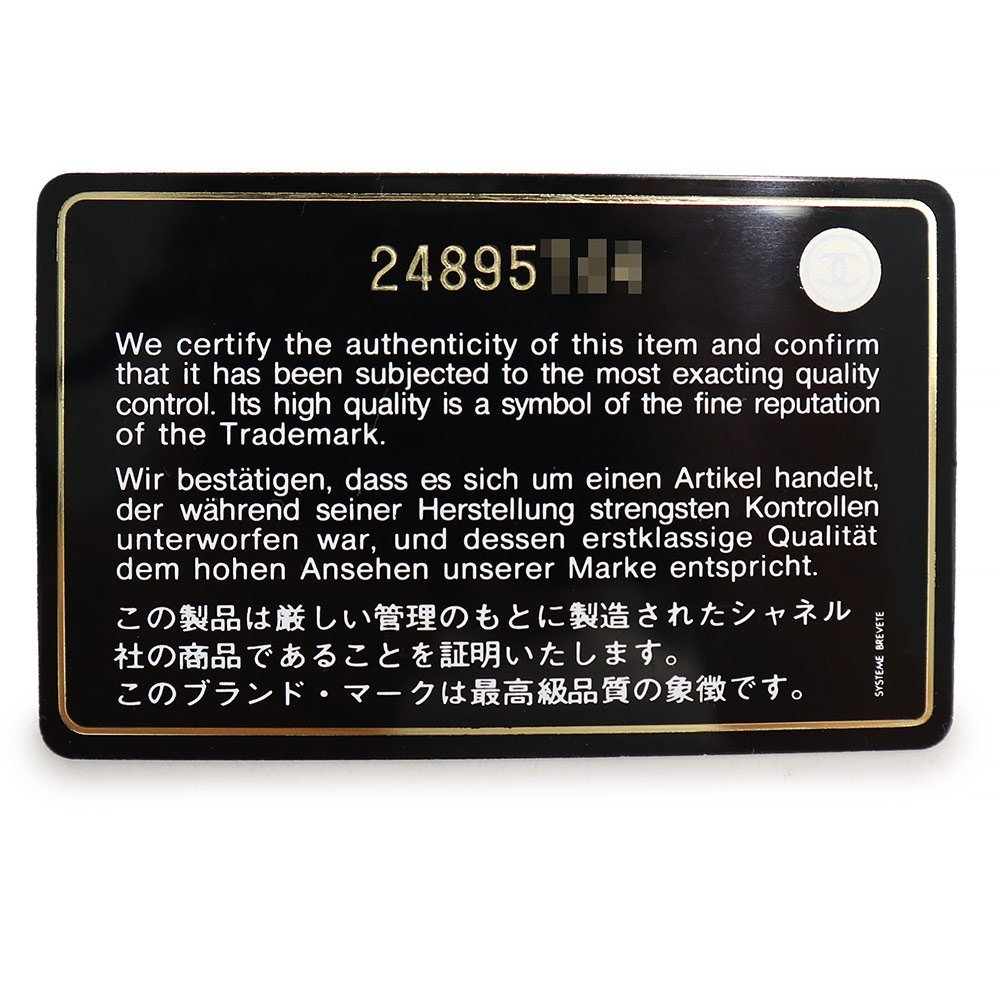 24895
We certify the authenticity of this item and confirm
that it has been subjected to the most exacting quality
control. Its high quality is a symbol of the fine reputation
of the Trademark.
Wir bestätigen, dass es sich um einen Artikel handelt,
der während seiner Herstellung strengsten Kontrollen
unterworfen war, und dessen erstklassige Qualität
dem hohen Ansehen unserer Marke entspricht.
この製品は厳しい管理のもとに製造されたシャネル
社の商品であることを証明いたします。
このブランド・マークは最高級品質の象徴です。
SYSTEME BREVETE